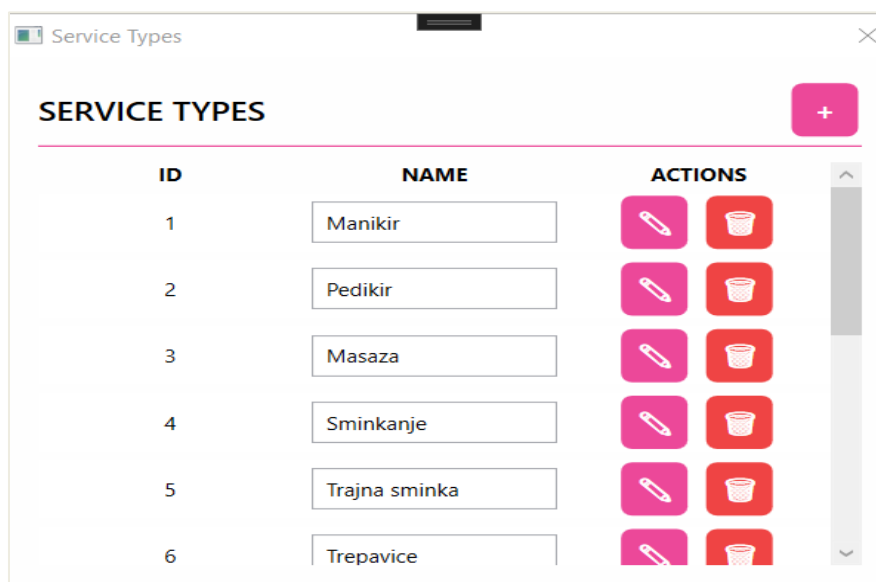 Service Types
SERVICE TYPES +
ID NAME ACTIONS
1 Manikir
2 Pedikir
3 Masaza
4 Sminkanje
5 Trajna sminka
6 Trepavice